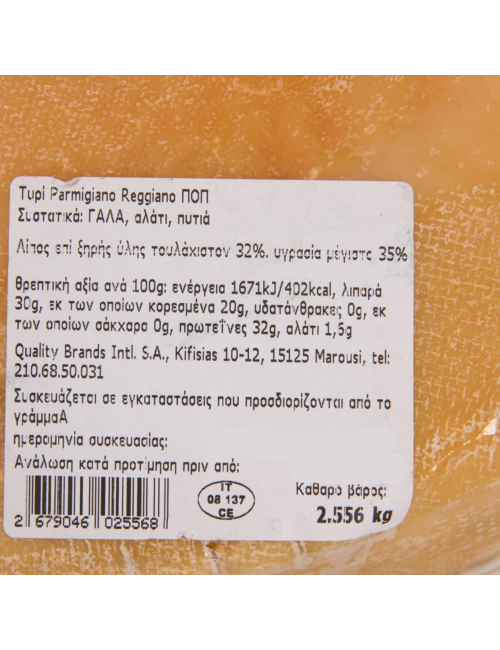 Τυρί Parmigiano Reggiano ΠΟΠ
Συστατικά: ΓΑΛΑ, αλάτι, πυτιά
Λίπος επί ξηρής ύλης τουλάχιστον 32%. υγρασία μέγιστο 35%
θρεπτική αξία ανά 100g: ενέργεια 1671kJ/402kcal, λιπαρά
30g, εκ των οποίων κορεσμένα 20g, υδατάνθρακες 0g, εκ
των οποίων σάκχαρα 0g, πρωτεΐνες 32g, αλάτι 1,6g
Quality Brands Intl. S.A., Kifisias 10-12, 15125 Marousi, tel:
210.68.50.031
Συσκευάζεται σε εγκαταστάσεις που προσδιορίζονται από το
γράμμαΑ
ημερομηνία συσκευασίας:
Ανάλωση κατά προτίμηση πριν από:
IT
08 137
CE
Καθαρό βάρος:
2.556 kg
2 679046 025568